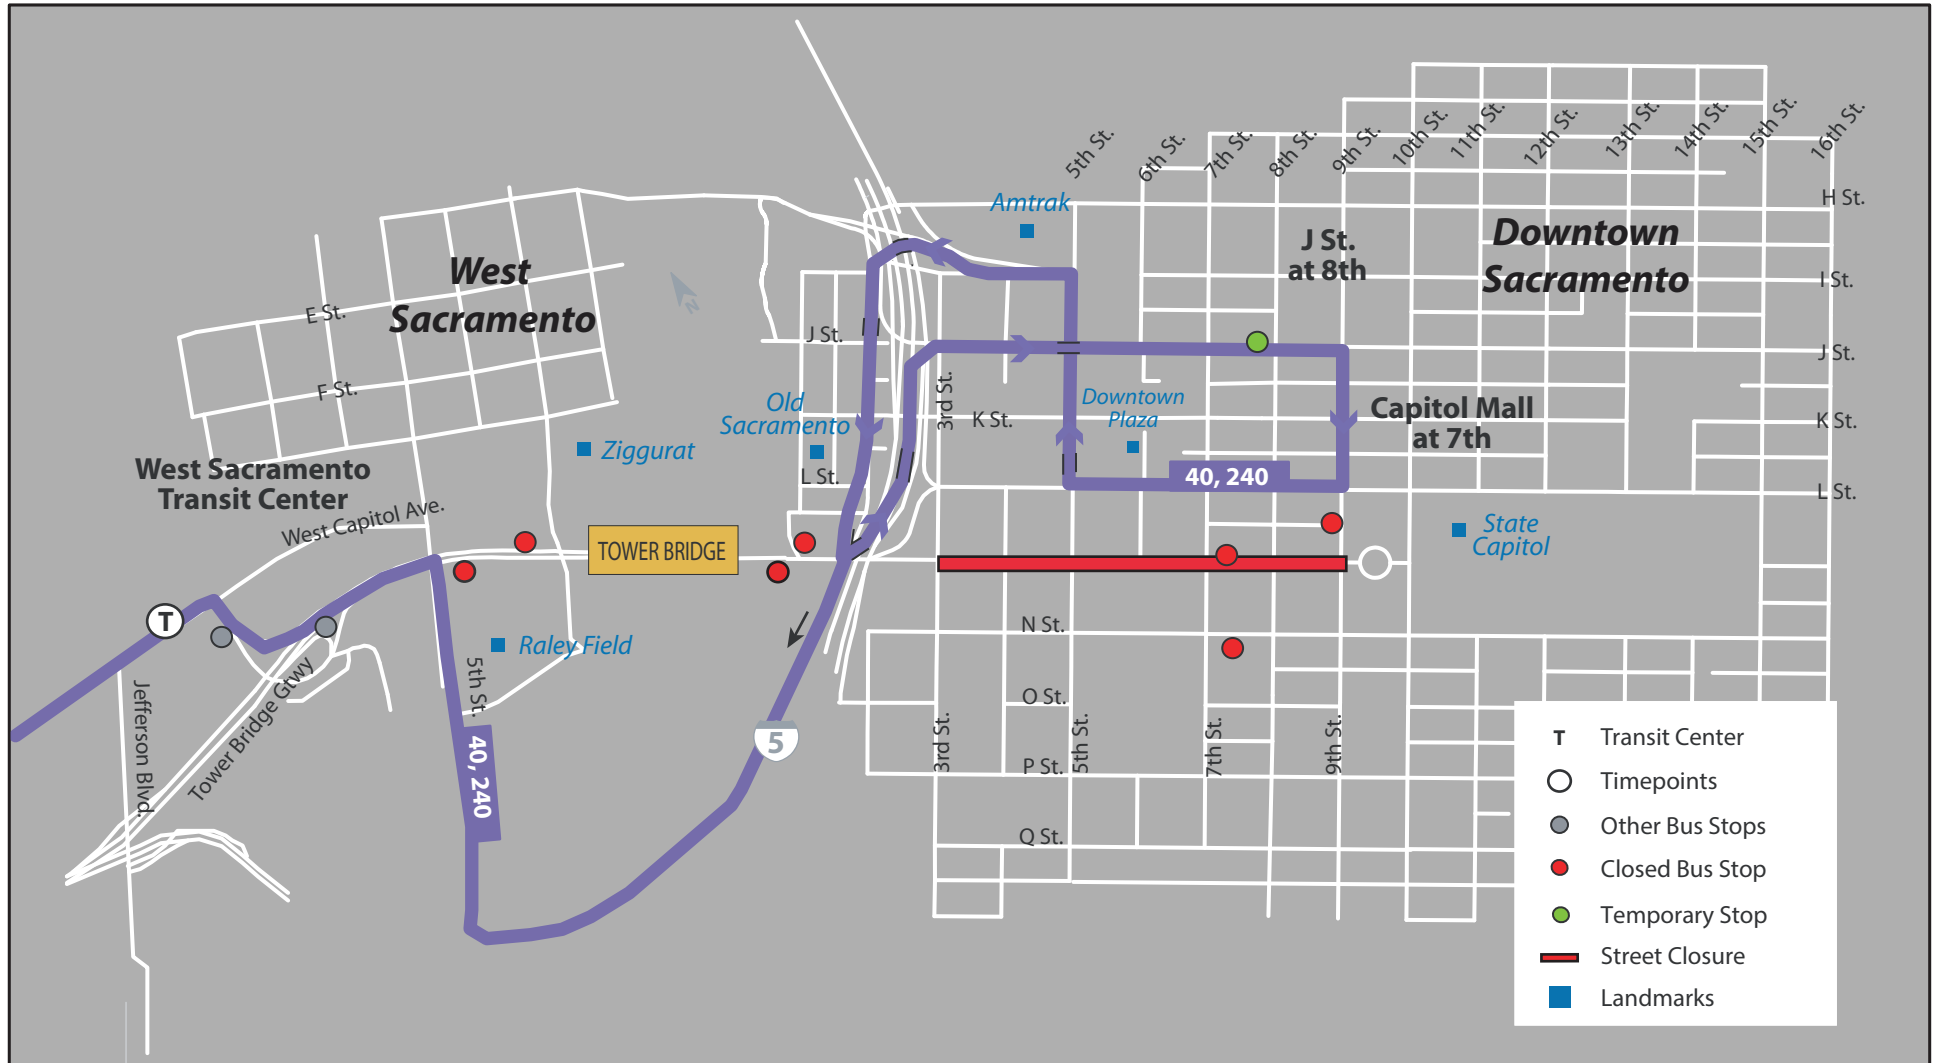 5th St.
6th St.
7th St.
8th St.
9th St.
10th St.
11th St.
12th St.
13th St.
14th St.
15th St.
16th St.
Amtrak
H St.
J St.
at 8th
Downtown
Sacramento
West
Sacramento
N
I St.
E St.
J St.
J St.
F St.
3rd St.
Old
Sacramento
Downtown
Plaza
K St.
Capitol Mall
at 7th
K St.
Ziggurat
West Sacramento
Transit Center
L St.
40, 240
L St.
West Capitol Ave.
TOWER BRIDGE
State
Capitol
T
Raley Field
N St.
5th St.
Jefferson Blvd.
Tower Bridge Gtwy
O St.
40, 240
5
3rd St.
5th St.
7th St.
9th St.
P St.
Q St.
T Transit Center
Timepoints
Other Bus Stops
Closed Bus Stop
Temporary Stop
Street Closure
Landmarks